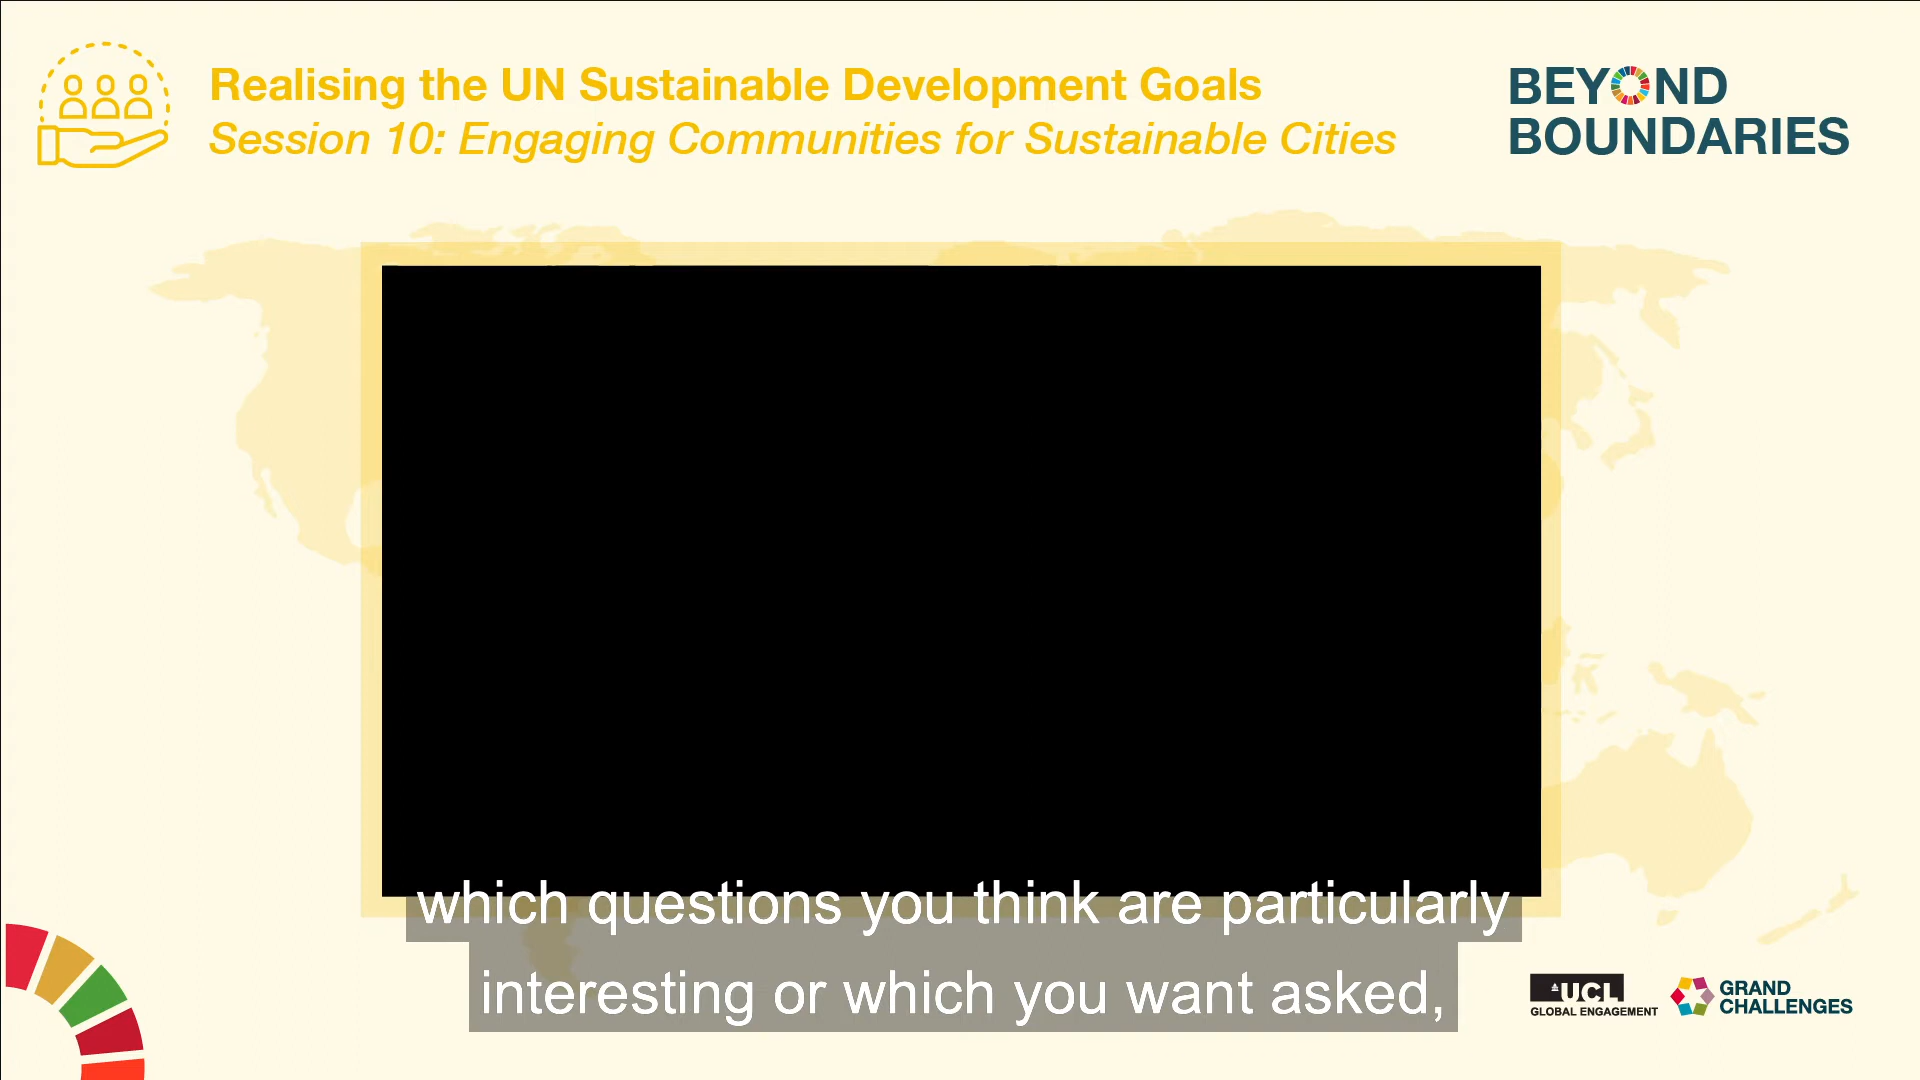 Realising the UN Sustainable Development Goals
Session 10: Engaging Communities for Sustainable Cities
BEYOND
BOUNDARIES
which questions you think are particularly
interesting or which you want asked,
UCL
GLOBAL ENGAGEMENT
GRAND
CHALLENGES